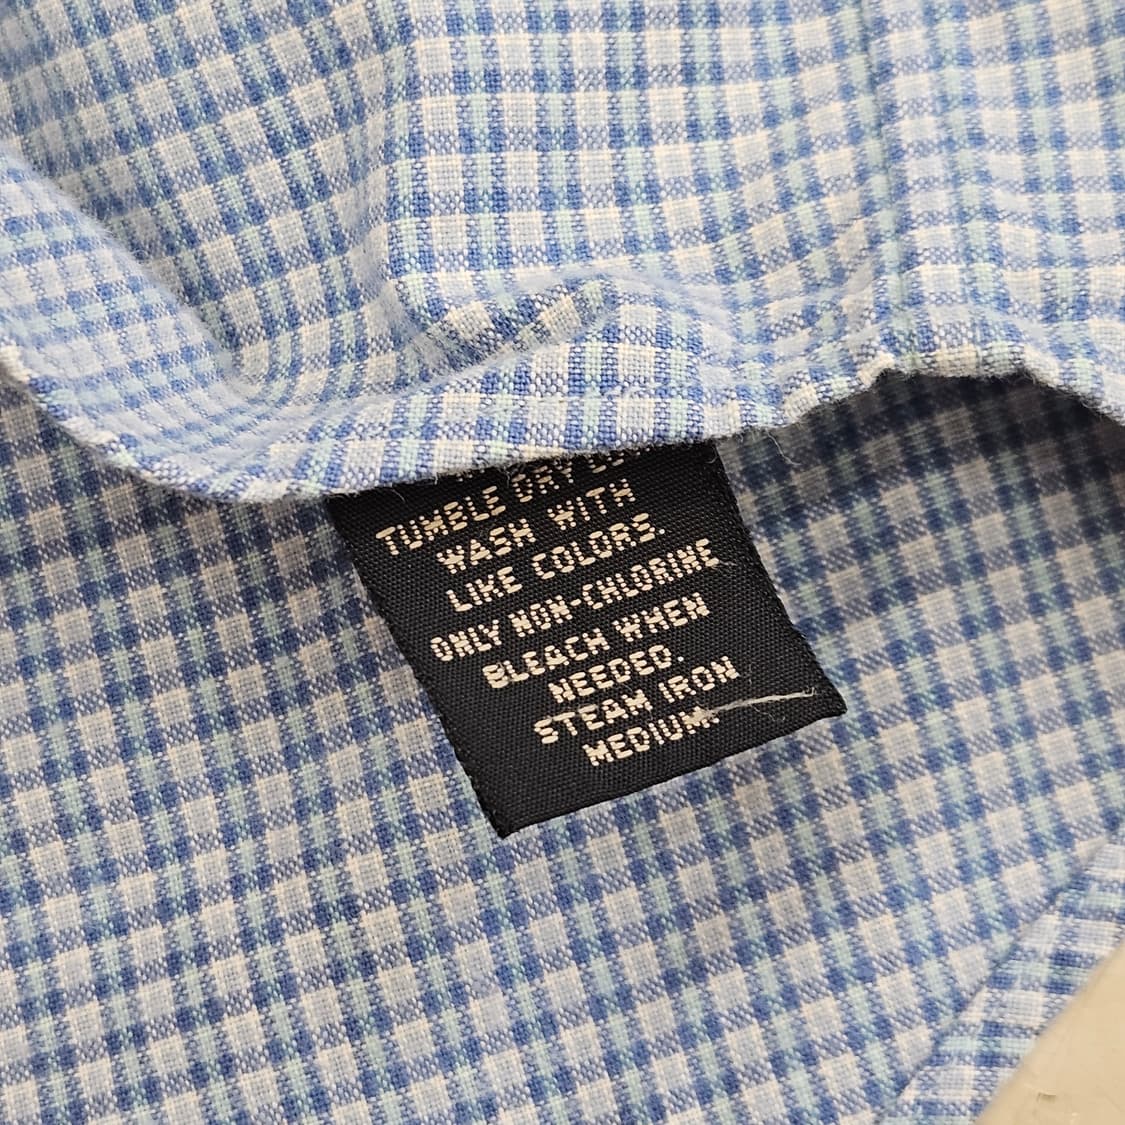 TUMBLE DRY
WASH WITH
LIKE COLORS.
ONLY NON-CHLORINE
BLEACH WHEN
NEEDED.
STEAM IRON
MEDIUM.